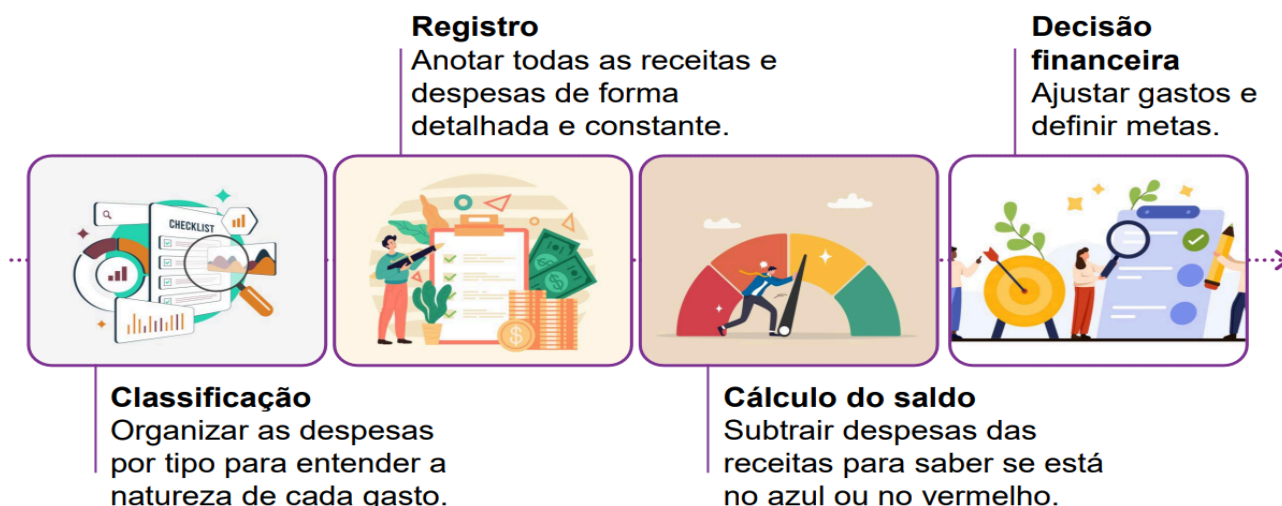 Registro
Anotar todas as receitas e
despesas de forma
detalhada e constante.
Decisão
financeira
Ajustar gastos e
definir metas.
CHECKLIST
Classificação
Organizar as despesas
por tipo para entender a
natureza de cada gasto.
Cálculo do saldo
Subtrair despesas das
receitas para saber se está
no azul ou no vermelho.